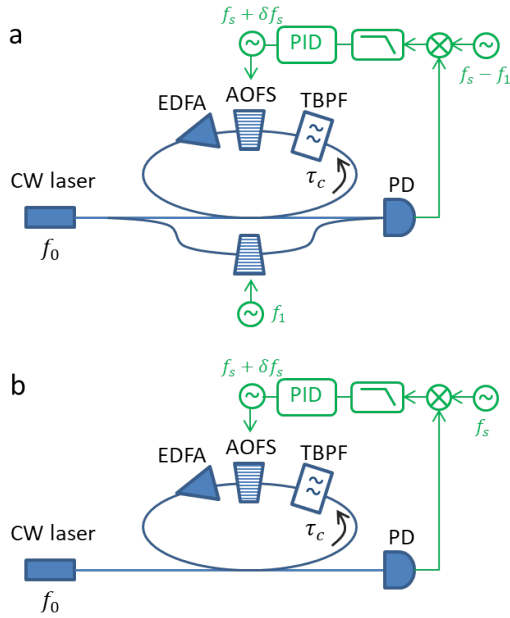 a
f_s + δf_s
PID
f_s − f_1
EDFA
AOFS
TBPF
τ_c
CW laser
PD
f_0
f_1
b
f_s + δf_s
PID
f_s
EDFA
AOFS
TBPF
τ_c
CW laser
PD
f_0